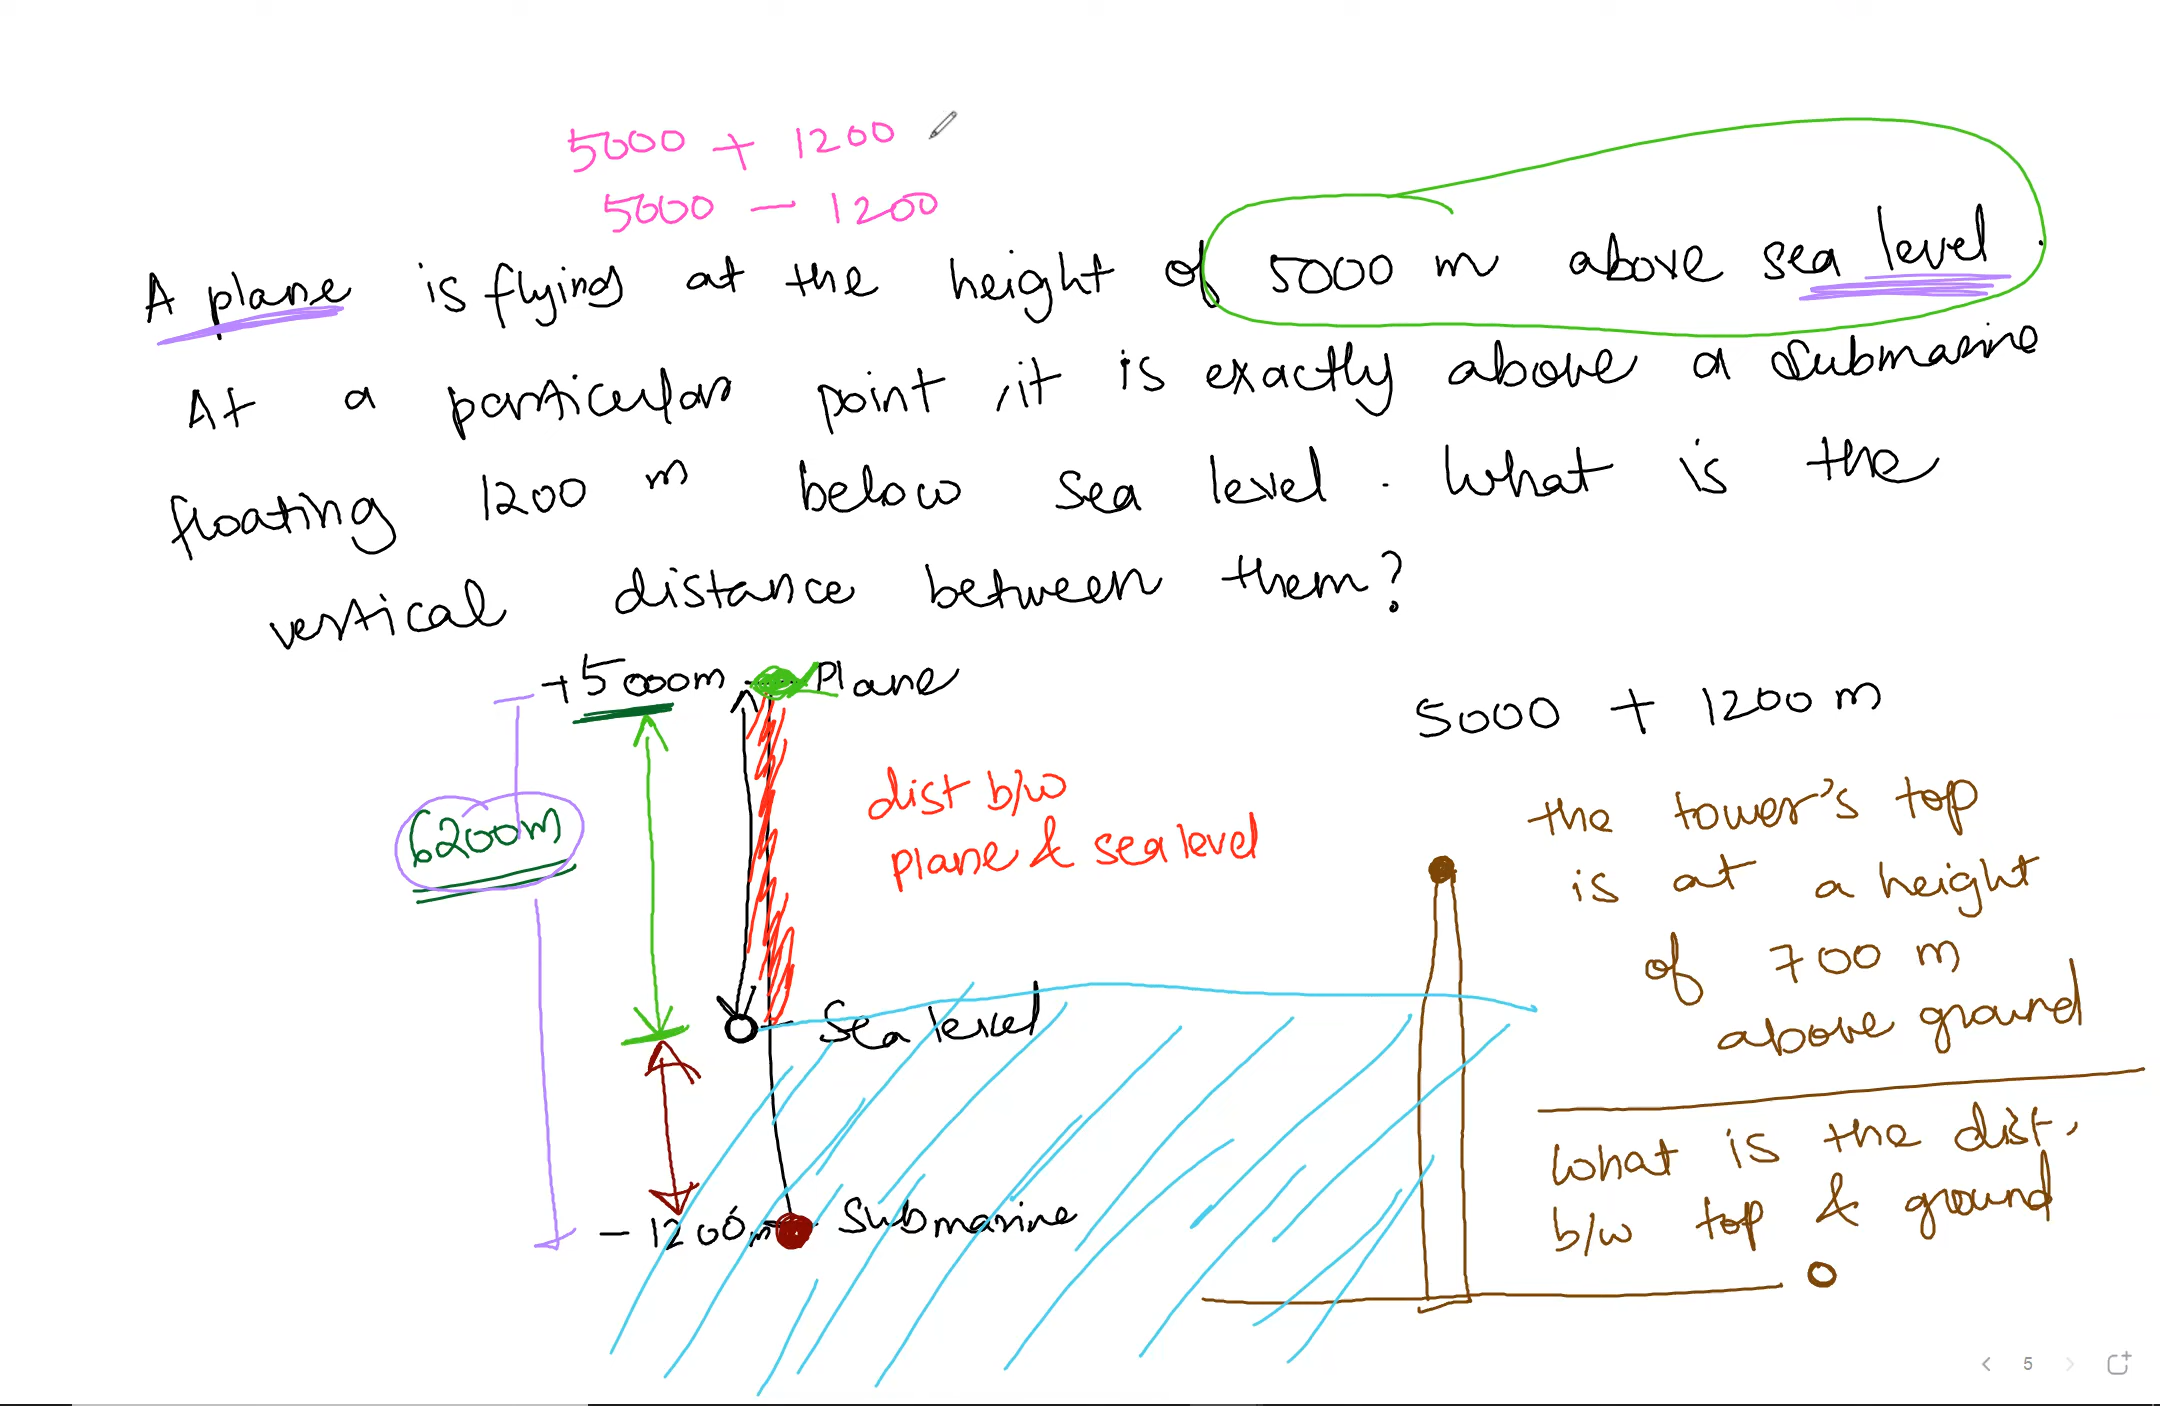 5000 + 1200
5000 - 1200
A plane is flying at the height of 5000 m above sea level.
At a particular point, it is exactly above a submarine
floating 1200 m below sea level. What is the
vertical distance between them?
+5000m Plane
5000 + 1200 m
6200m
dist b/w
plane & sea level
the tower's top
is at a height
of 700 m
above ground
Sea level
What is the dist.
b/w top & ground
-1200m Submarine
0
5